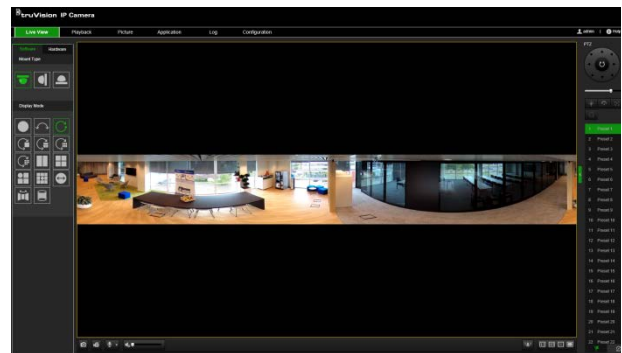 truVision IP Camera
Live View Playback Picture Application Log Configuration
admin Help
Software Hardware
PTZ
Mount Type
Display Mode
1 Preset 1
2 Preset 2
3 Preset 3
4 Preset 4
5 Preset 5
6 Preset 6
7 Preset 7
8 Preset 8
9 Preset 9
10 Preset 10
11 Preset 11
12 Preset 12
13 Preset 13
14 Preset 14
15 Preset 15
16 Preset 16
17 Preset 17
18 Preset 18
19 Preset 19
20 Preset 20
21 Preset 21
22 Preset 22